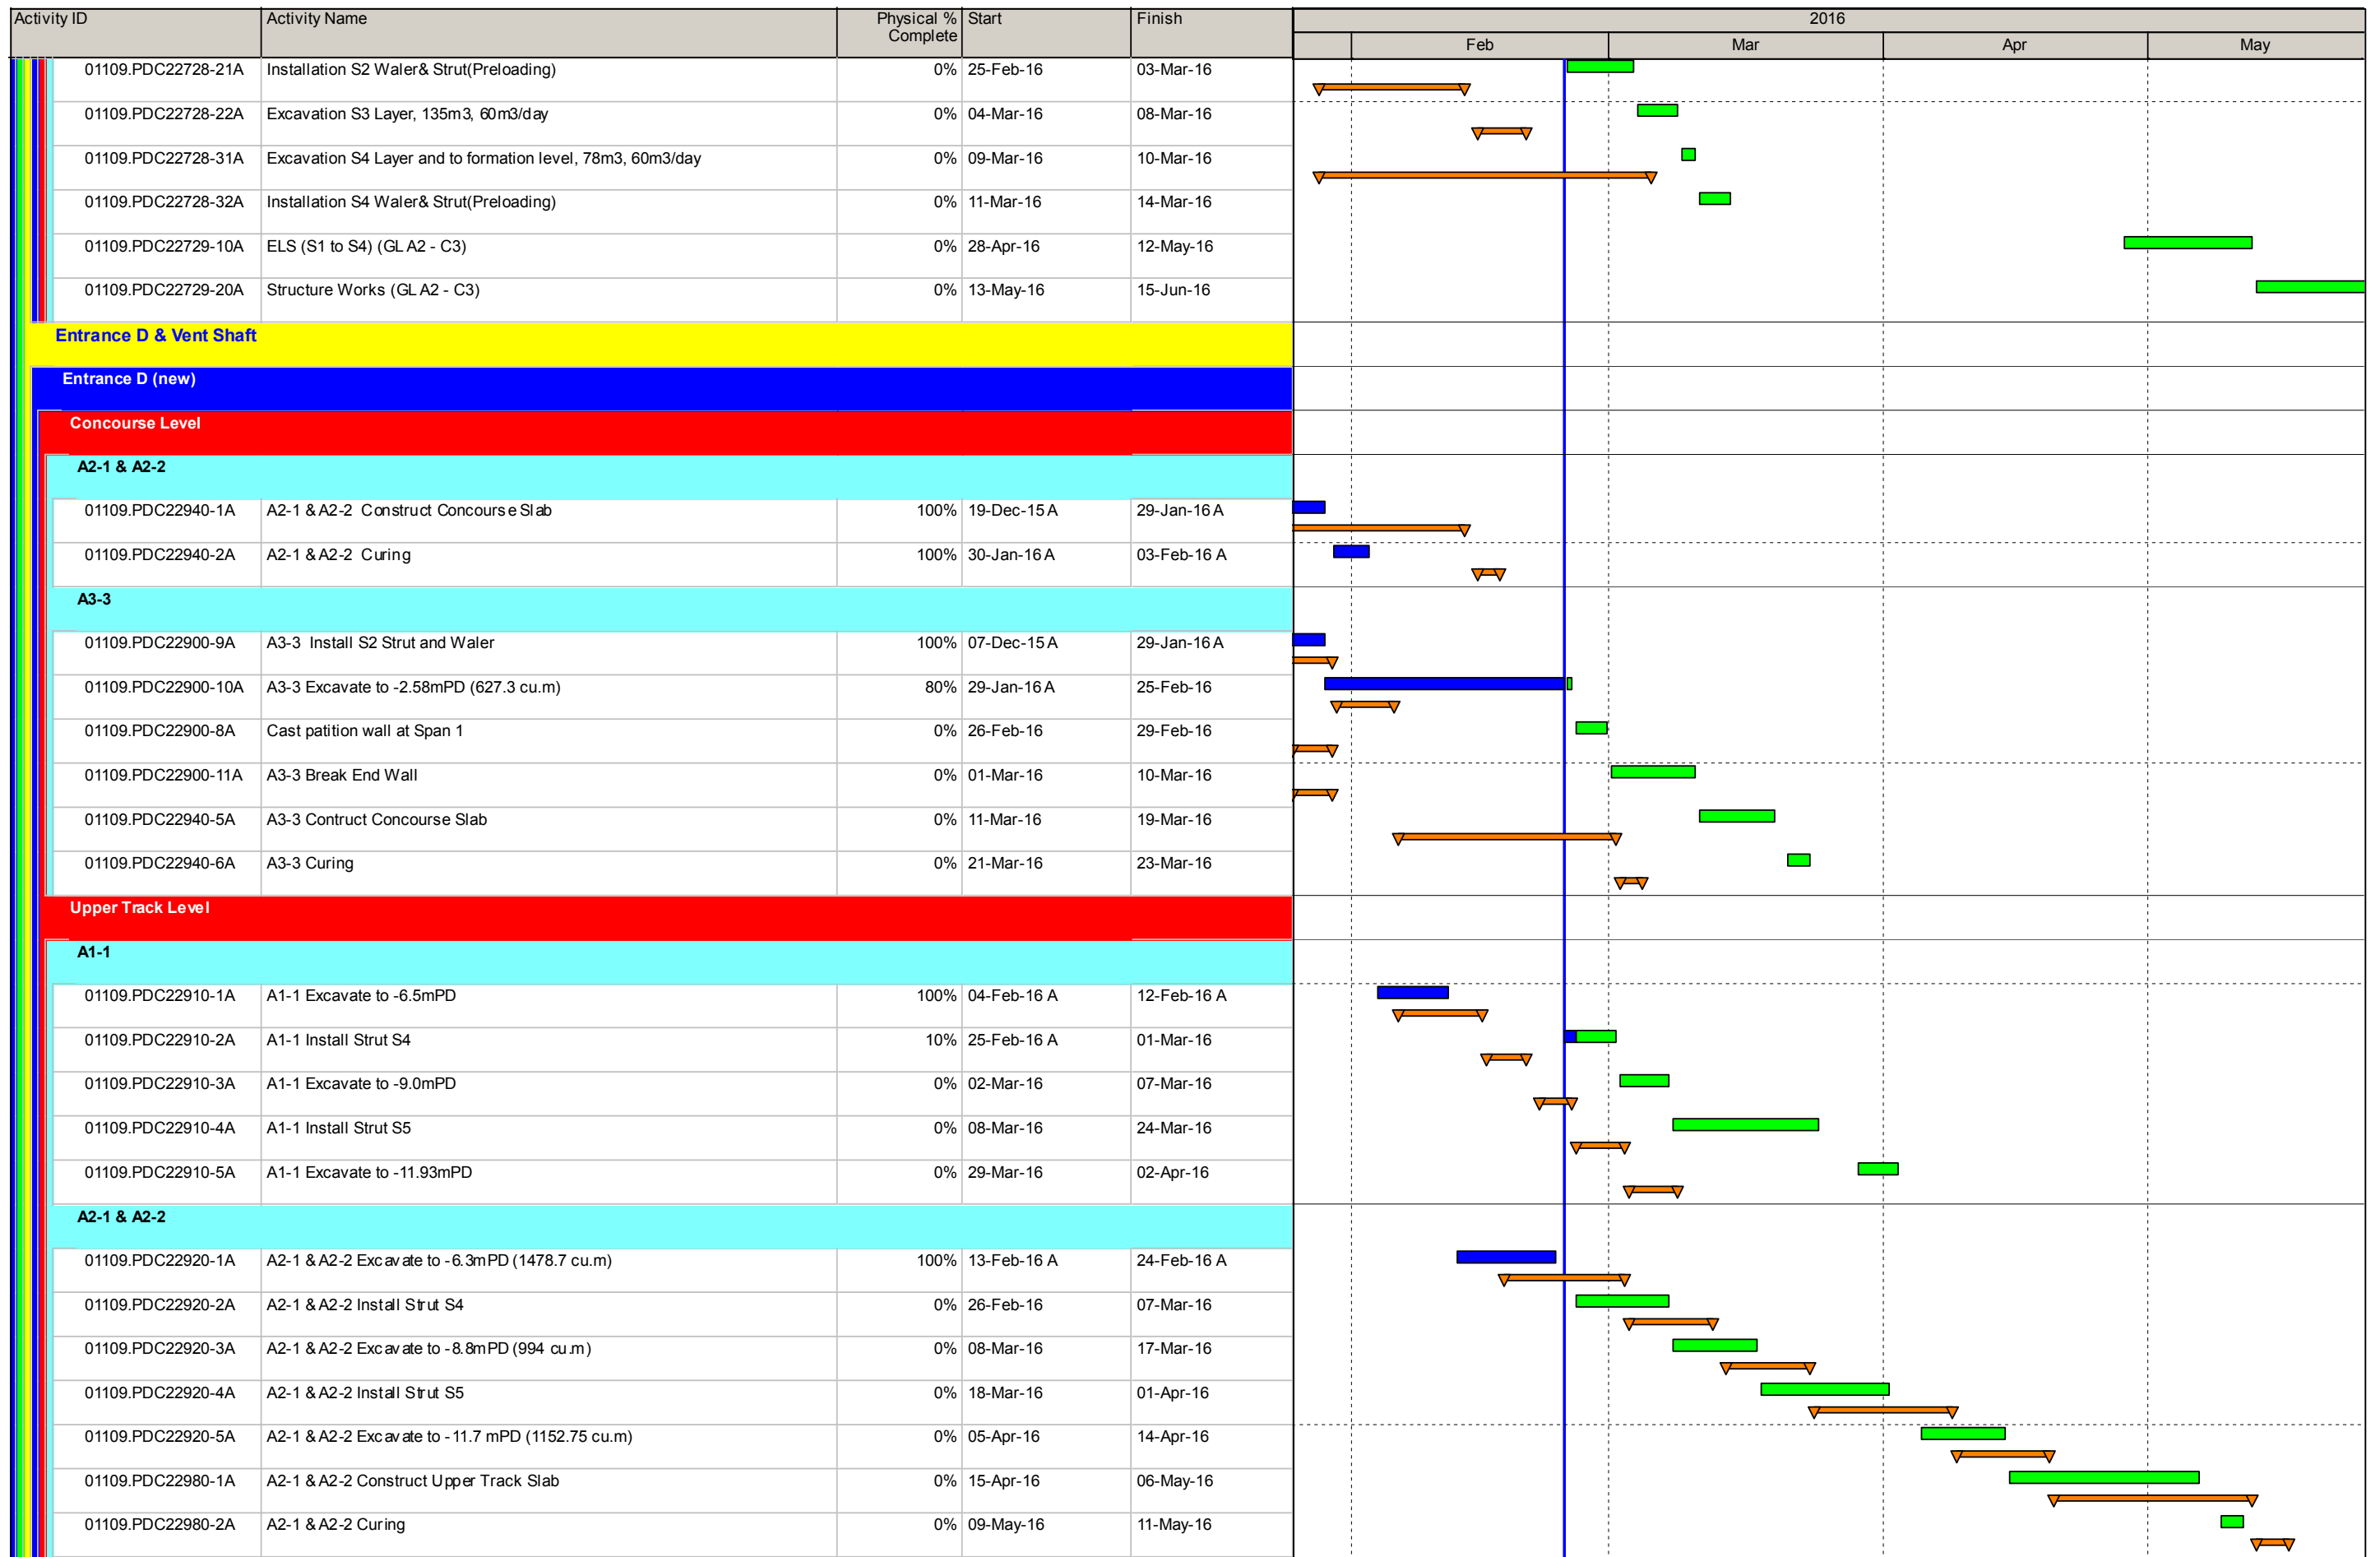 Activity ID Activity Name Physical % Complete Start Finish 2016
Feb Mar Apr May
01109.PDC22728-21A Installation S2 Waler& Strut(Preloading) 0% 25-Feb-16 03-Mar-16
01109.PDC22728-22A Excavation S3 Layer, 135m3, 60m3/day 0% 04-Mar-16 08-Mar-16
01109.PDC22728-31A Excavation S4 Layer and to formation level, 78m3, 60m3/day 0% 09-Mar-16 10-Mar-16
01109.PDC22728-32A Installation S4 Waler& Strut(Preloading) 0% 11-Mar-16 14-Mar-16
01109.PDC22729-10A ELS (S1 to S4) (GL A2 - C3) 0% 28-Apr-16 12-May-16
01109.PDC22729-20A Structure Works (GL A2 - C3) 0% 13-May-16 15-Jun-16
Entrance D & Vent Shaft
Entrance D (new)
Concourse Level
A2-1 & A2-2
01109.PDC22940-1A A2-1 & A2-2 Construct Concourse Slab 100% 19-Dec-15 A 29-Jan-16 A
01109.PDC22940-2A A2-1 & A2-2 Curing 100% 30-Jan-16 A 03-Feb-16 A
A3-3
01109.PDC22900-9A A3-3 Install S2 Strut and Waler 100% 07-Dec-15 A 29-Jan-16 A
01109.PDC22900-10A A3-3 Excavate to -2.58mPD (627.3 cu.m) 80% 29-Jan-16 A 25-Feb-16
01109.PDC22900-8A Cast patition wall at Span 1 0% 26-Feb-16 29-Feb-16
01109.PDC22900-11A A3-3 Break End Wall 0% 01-Mar-16 10-Mar-16
01109.PDC22940-5A A3-3 Contruct Concourse Slab 0% 11-Mar-16 19-Mar-16
01109.PDC22940-6A A3-3 Curing 0% 21-Mar-16 23-Mar-16
Upper Track Level
A1-1
01109.PDC22910-1A A1-1 Excavate to -6.5mPD 100% 04-Feb-16 A 12-Feb-16 A
01109.PDC22910-2A A1-1 Install Strut S4 10% 25-Feb-16 A 01-Mar-16
01109.PDC22910-3A A1-1 Excavate to -9.0mPD 0% 02-Mar-16 07-Mar-16
01109.PDC22910-4A A1-1 Install Strut S5 0% 08-Mar-16 24-Mar-16
01109.PDC22910-5A A1-1 Excavate to -11.93mPD 0% 29-Mar-16 02-Apr-16
A2-1 & A2-2
01109.PDC22920-1A A2-1 & A2-2 Excavate to -6.3mPD (1478.7 cu.m) 100% 13-Feb-16 A 24-Feb-16 A
01109.PDC22920-2A A2-1 & A2-2 Install Strut S4 0% 26-Feb-16 07-Mar-16
01109.PDC22920-3A A2-1 & A2-2 Excavate to -8.8mPD (994 cu.m) 0% 08-Mar-16 17-Mar-16
01109.PDC22920-4A A2-1 & A2-2 Install Strut S5 0% 18-Mar-16 01-Apr-16
01109.PDC22920-5A A2-1 & A2-2 Excavate to -11.7 mPD (1152.75 cu.m) 0% 05-Apr-16 14-Apr-16
01109.PDC22980-1A A2-1 & A2-2 Construct Upper Track Slab 0% 15-Apr-16 06-May-16
01109.PDC22980-2A A2-1 & A2-2 Curing 0% 09-May-16 11-May-16